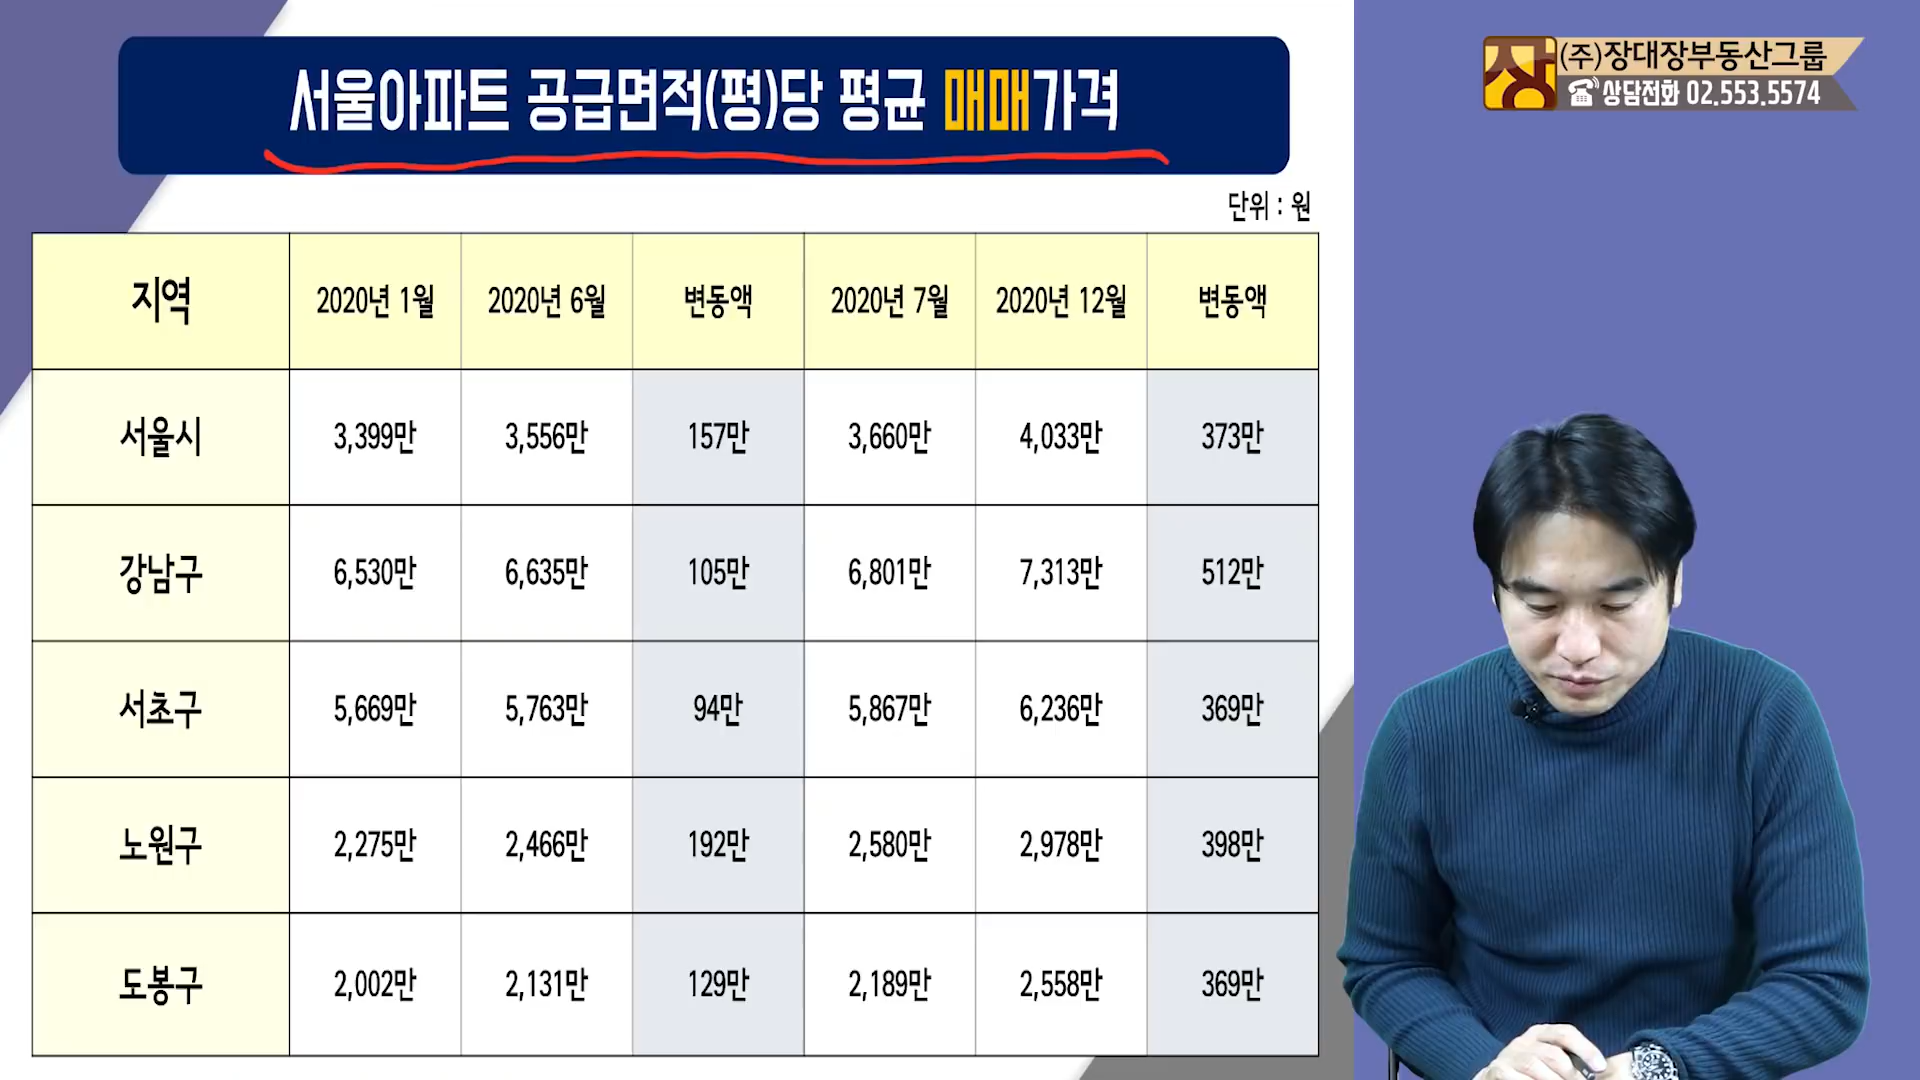 서울아파트 공급면적(평)당 평균 매매가격
장
(주)장대장부동산그룹
상담전화 02.553.5574
단위 : 원
지역 2020년 1월 2020년 6월 변동액 2020년 7월 2020년 12월 변동액
서울시 3,399만 3,556만 157만 3,660만 4,033만 373만
강남구 6,530만 6,635만 105만 6,801만 7,313만 512만
서초구 5,669만 5,763만 94만 5,867만 6,236만 369만
노원구 2,275만 2,466만 192만 2,580만 2,978만 398만
도봉구 2,002만 2,131만 129만 2,189만 2,558만 369만